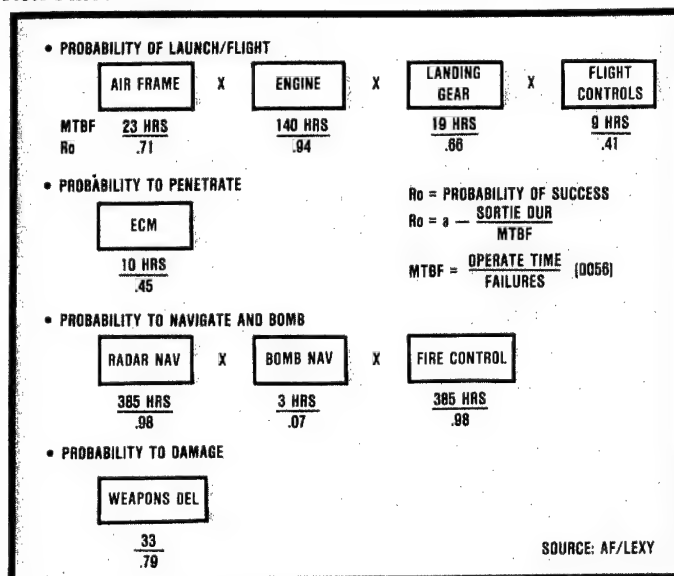 • PROBABILITY OF LAUNCH/FLIGHT
AIR FRAME X ENGINE X LANDING GEAR X FLIGHT CONTROLS
MTBF 23 HRS 140 HRS 19 HRS 9 HRS
Ro .71 .94 .66 .41
• PROBABILITY TO PENETRATE
ECM
10 HRS
.45
Ro = PROBABILITY OF SUCCESS
Ro = a — SORTIE DUR
MTBF
MTBF = OPERATE TIME (0056)
FAILURES
• PROBABILITY TO NAVIGATE AND BOMB
RADAR NAV X BOMB NAV X FIRE CONTROL
385 HRS 3 HRS 385 HRS
.98 .07 .98
• PROBABILITY TO DAMAGE
WEAPONS DEL
33
.79
SOURCE: AF/LEXY